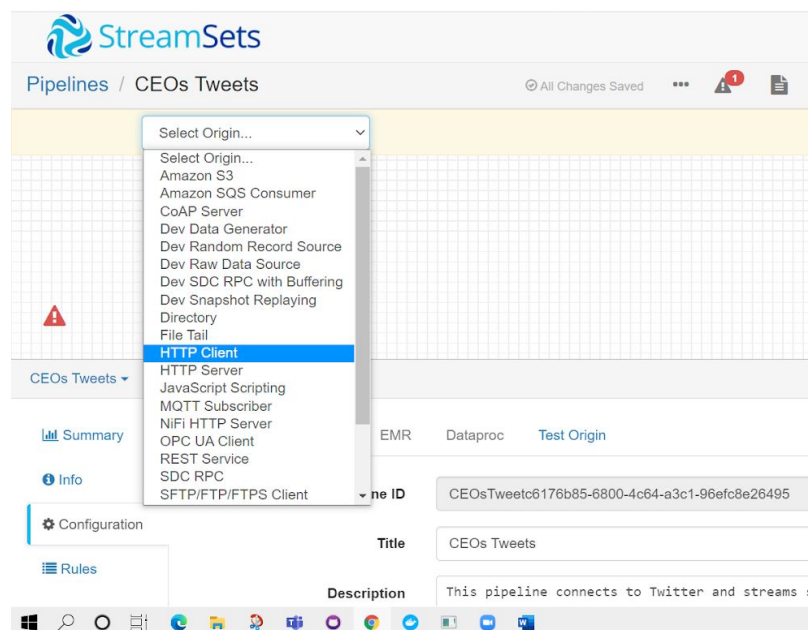 StreamSets
Pipelines / CEOs Tweets
All Changes Saved
1
Select Origin...
Select Origin...
Amazon S3
Amazon SQS Consumer
CoAP Server
Dev Data Generator
Dev Random Record Source
Dev Raw Data Source
Dev SDC RPC with Buffering
Dev Snapshot Replaying
Directory
File Tail
HTTP Client
HTTP Server
JavaScript Scripting
MQTT Subscriber
NiFi HTTP Server
OPC UA Client
REST Service
SDC RPC
SFTP/FTP/FTPS Client
CEOs Tweets
Summary
Info
Configuration
Rules
EMR Dataproc Test Origin
ne ID CEOsTweetc6176b85-6800-4c64-a3c1-96efc8e26495
Title CEOs Tweets
Description This pipeline connects to Twitter and streams s